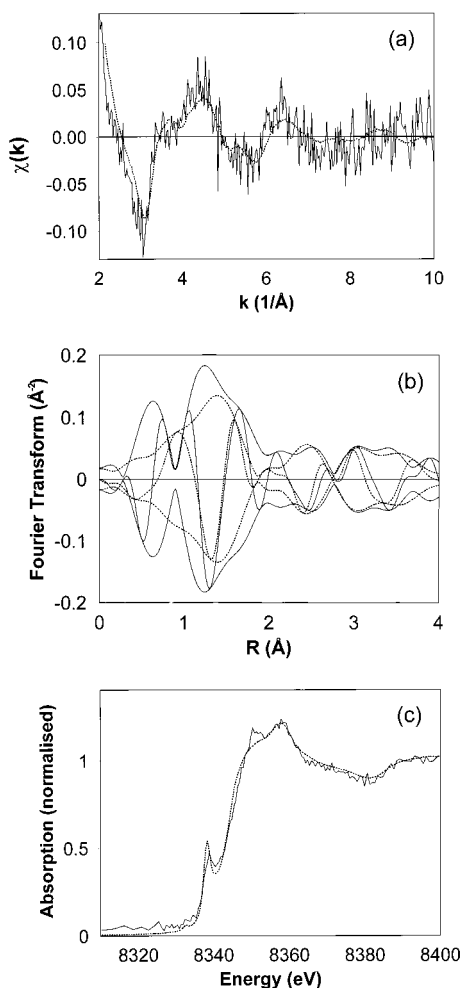 (a)
0.10
0.05
0.00
-0.05
-0.10
χ(k)
2 4 6 8 10
k (1/Å)
(b)
0.2
0.1
0
-0.1
-0.2
Fourier Transform (Å⁻²)
0 1 2 3 4
R (Å)
(c)
1
0.5
0
Absorption (normalised)
8320 8340 8360 8380 8400
Energy (eV)